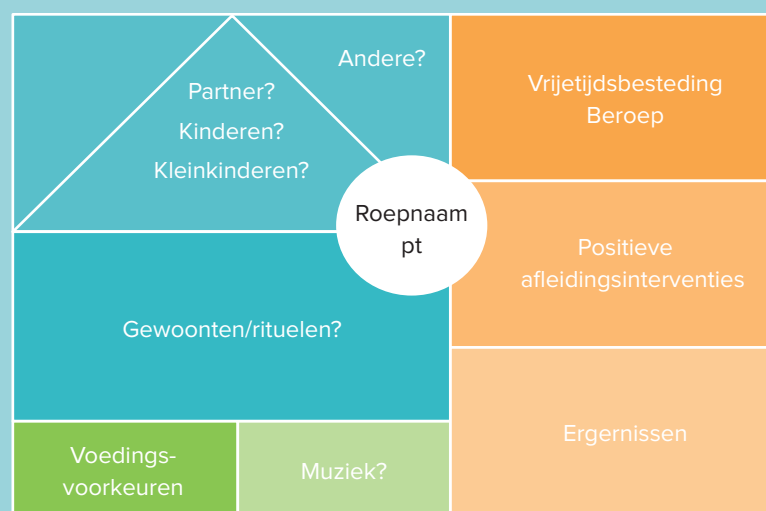 Andere?
Partner?
Kinderen?
Kleinkinderen?
Vrijetijdsbesteding
Beroep
Roepnaam
pt
Positieve
afleidingsinterventies
Gewoonten/rituelen?
Ergernissen
Voedings-
voorkeuren
Muziek?